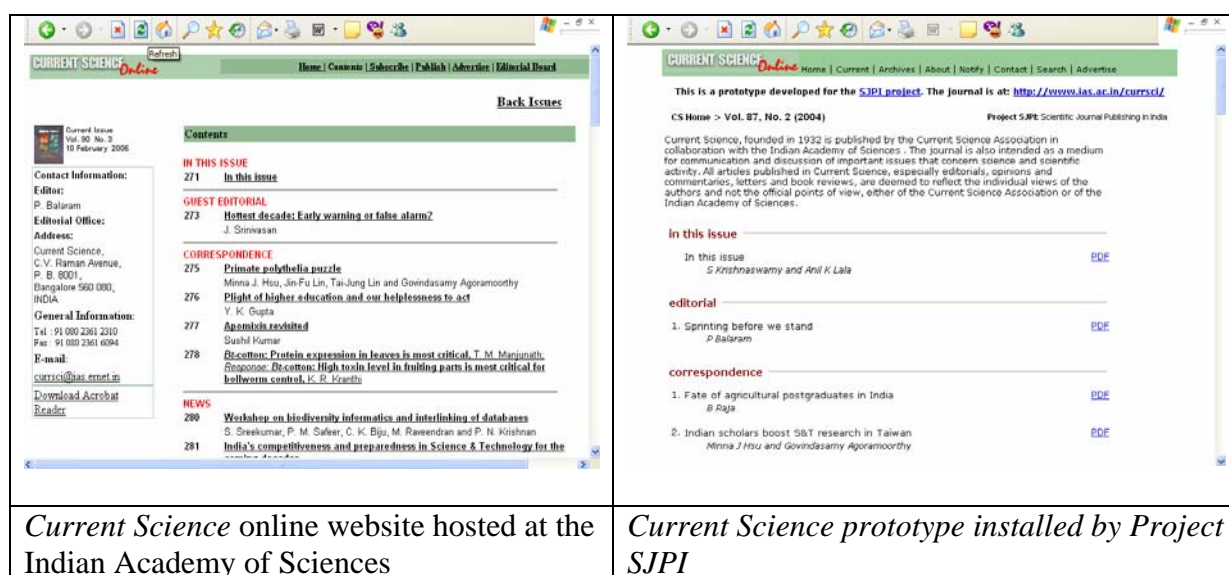 Refresh
CURRENT SCIENCE Online
Home | Contents | Subscribe | Publish | Advertise | Editorial Board
Back Issues
Current Issue
Vol. 90 No. 3
10 February 2006
Contact Information:
Editor:
P. Balaram
Editorial Office:
Address:
Current Science,
C.V. Raman Avenue,
P. B. 8001,
Bangalore 560 080,
INDIA
General Information:
Tel : 91 080 2361 2310
Fax : 91 080 2361 6094
E-mail:
currsci@ias.ernet.in
Download Acrobat
Reader
Contents
IN THIS ISSUE
271 In this issue
GUEST EDITORIAL
273 Hottest decade: Early warning or false alarm?
J. Srinivasan
CORRESPONDENCE
275 Primate polythelia puzzle
Minna J. Hsu, Jin-Fu Lin, Tai-Jung Lin and Govindasamy Agoramoorthy
276 Plight of higher education and our helplessness to act
Y. K. Gupta
277 Apomixis revisited
Sushil Kumar
278 Bt-cotton: Protein expression in leaves is most critical, T. M. Manjunath;
Response: Bt-cotton: High toxin level in fruiting parts is most critical for
bollworm control, K. R. Kranthi
NEWS
280 Workshop on biodiversity informatics and interlinking of databases
S. Sreekumar, P. M. Safeer, C. K. Biju, M. Raveendran and P. N. Krishnan
281 India's competitiveness and preparedness in Science & Technology for the
Current Science online website hosted at the
Indian Academy of Sciences
CURRENT SCIENCE Online Home | Current | Archives | About | Notify | Contact | Search | Advertise
This is a prototype developed for the SJPI project. The journal is at: http://www.ias.ac.in/currsci/
CS Home > Vol. 87, No. 2 (2004) Project SJPI: Scientific Journal Publishing in India
Current Science, founded in 1932 is published by the Current Science Association in
collaboration with the Indian Academy of Sciences . The journal is also intended as a medium
for communication and discussion of important issues that concern science and scientific
activity. All articles published in Current Science, especially editorials, opinions and
commentaries, letters and book reviews, are deemed to reflect the individual views of the
authors and not the official points of view, either of the Current Science Association or of the
Indian Academy of Sciences.
in this issue
In this issue PDF
S Krishnaswamy and Anil K Lala
editorial
1. Sprinting before we stand PDF
P Balaram
correspondence
1. Fate of agricultural postgraduates in India PDF
B Raja
2. Indian scholars boost S&T research in Taiwan PDF
Minna J Hsu and Govindasamy Agoramoorthy
Current Science prototype installed by Project
SJPI